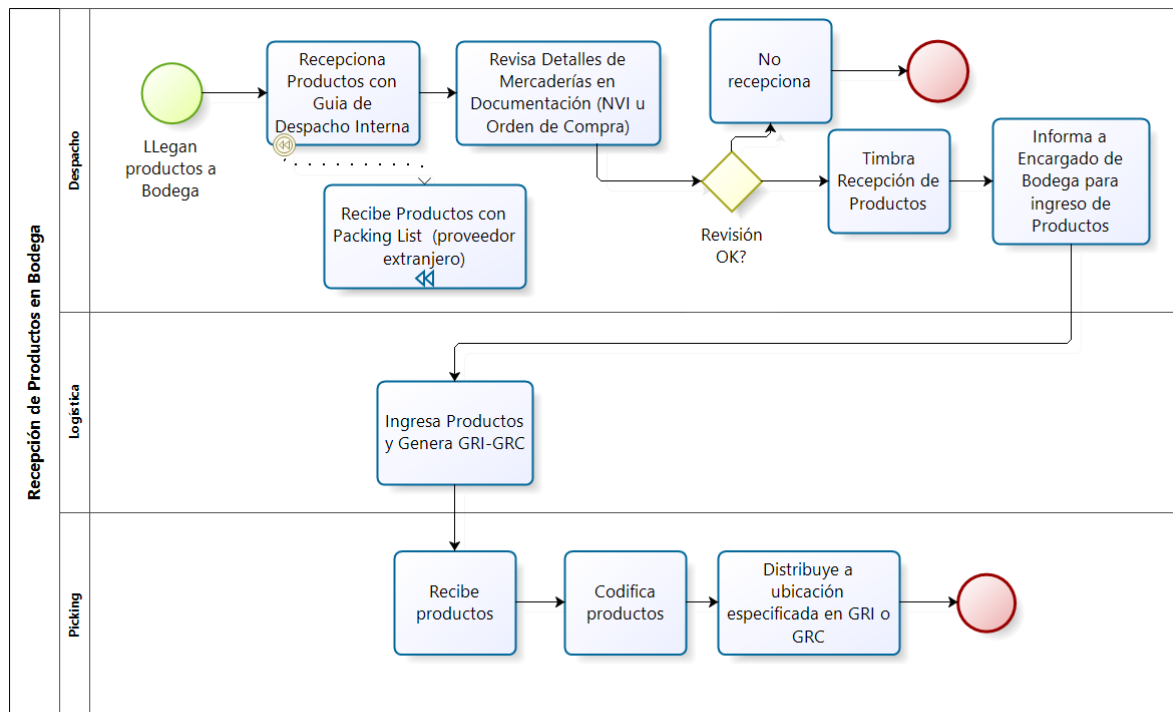 Recepción de Productos en Bodega
Despacho
LLegan
productos a
Bodega
Recepciona
Productos con
Guia de
Despacho Interna
Recibe Productos con
Packing List (proveedor
extranjero)
Revisa Detalles de
Mercaderías en
Documentación (NVI u
Orden de Compra)
Revisión
OK?
No
recepciona
Timbra
Recepción de
Productos
Informa a
Encargado de
Bodega para
ingreso de
Productos
Logística
Ingresa Productos
y Genera GRI-GRC
Picking
Recibe
productos
Codifica
productos
Distribuye a
ubicación
especificada en GRI o
GRC